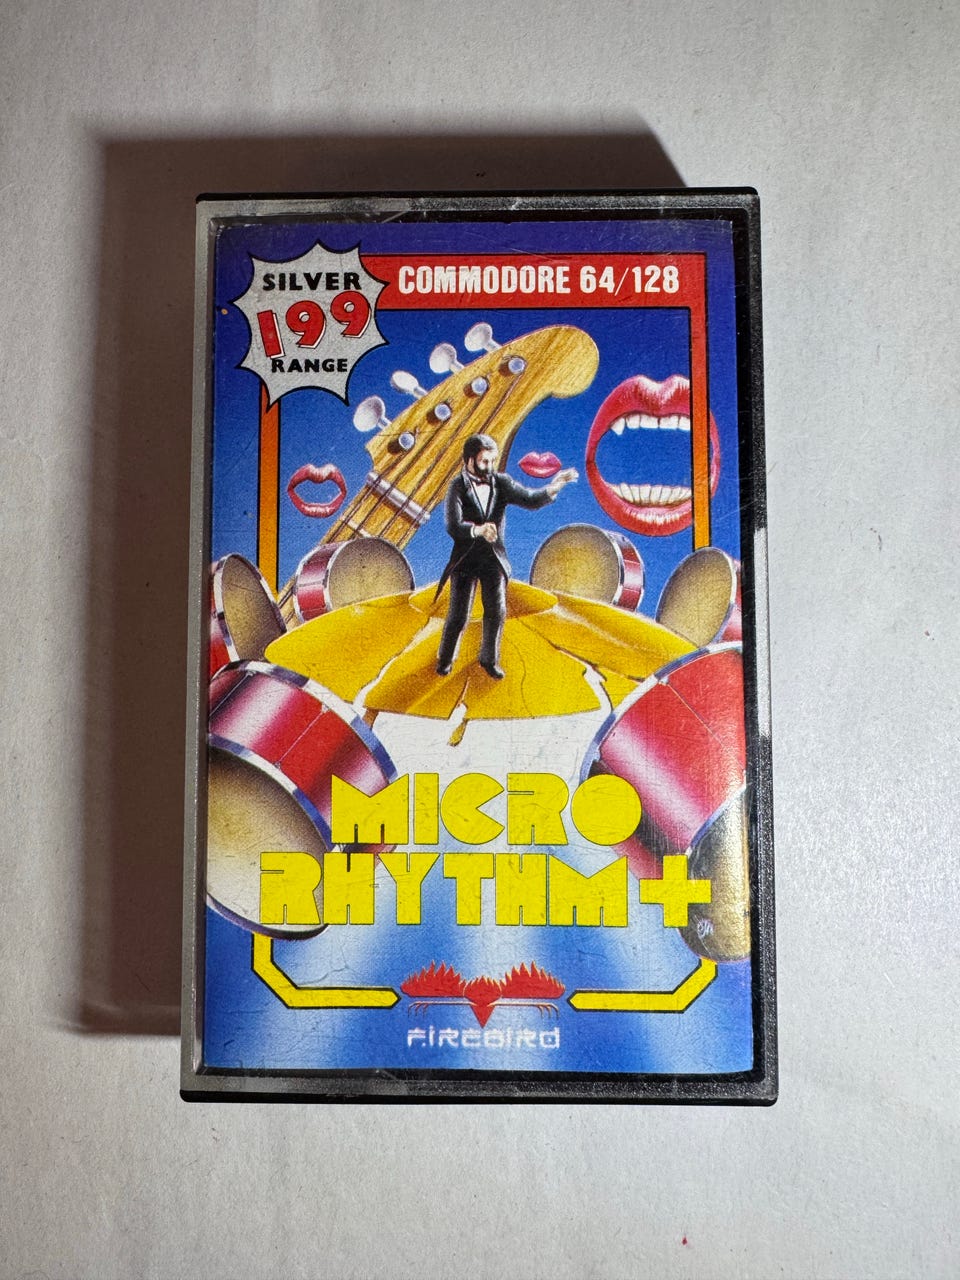 SILVER
199
RANGE
COMMODORE 64/128
MICRO
RHYTHM+
FIREBIRD